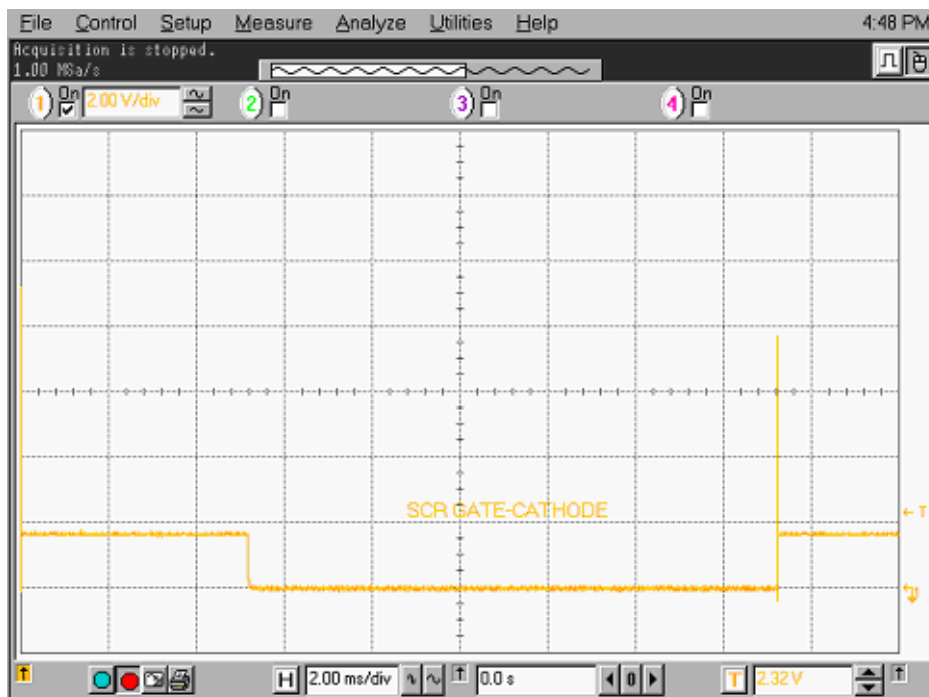 File Control Setup Measure Analyze Utilities Help 4:48 PM
Acquisition is stopped.
1.00 MSa/s
1 On 2.00 V/div 2 On 3 On 4 On
SCR GATE-CATHODE
T
H 2.00 ms/div 0.0 s 0 T 2.32 V